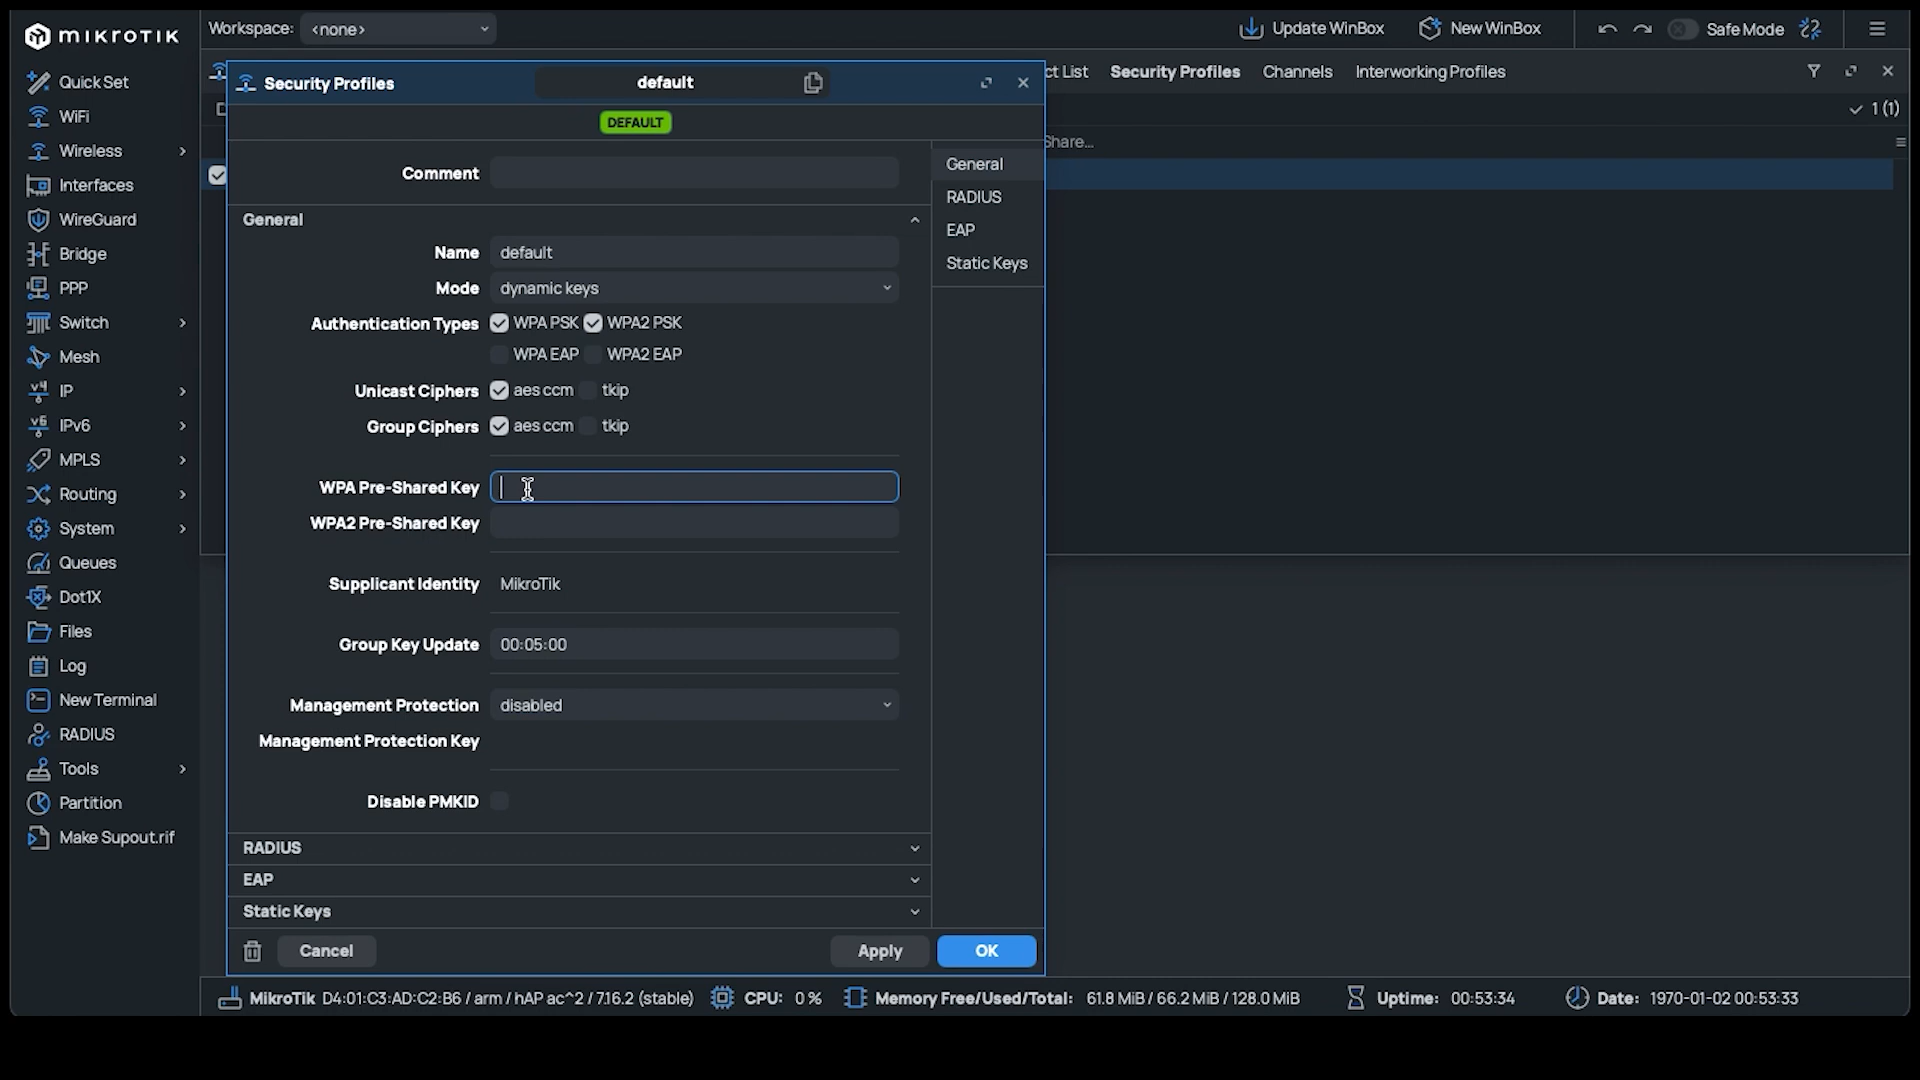 MIKROTIK
Workspace: <none>
Update WinBox
New WinBox
Safe Mode
Quick Set
WiFi
Wireless
Interfaces
WireGuard
Bridge
PPP
Switch
Mesh
IP
IPv6
MPLS
Routing
System
Queues
Dot1X
Files
Log
New Terminal
RADIUS
Tools
Partition
Make Supout.rif
Security Profiles
default
ct List
Security Profiles
Channels
Interworking Profiles
DEFAULT
1 (1)
Share...
Comment
General
Name default
Mode dynamic keys
Authentication Types WPA PSK WPA2 PSK
WPA EAP WPA2 EAP
Unicast Ciphers aes ccm tkip
Group Ciphers aes ccm tkip
WPA Pre-Shared Key
WPA2 Pre-Shared Key
Supplicant Identity MikroTik
Group Key Update 00:05:00
Management Protection disabled
Management Protection Key
Disable PMKID
RADIUS
EAP
Static Keys
General
RADIUS
EAP
Static Keys
Cancel
Apply
OK
MikroTik D4:01:C3:AD:C2:B6 / arm / hAP ac^2 / 7.16.2 (stable) CPU: 0 % Memory Free/Used/Total: 61.8 MiB / 66.2 MiB / 128.0 MiB Uptime: 00:53:34 Date: 1970-01-02 00:53:33